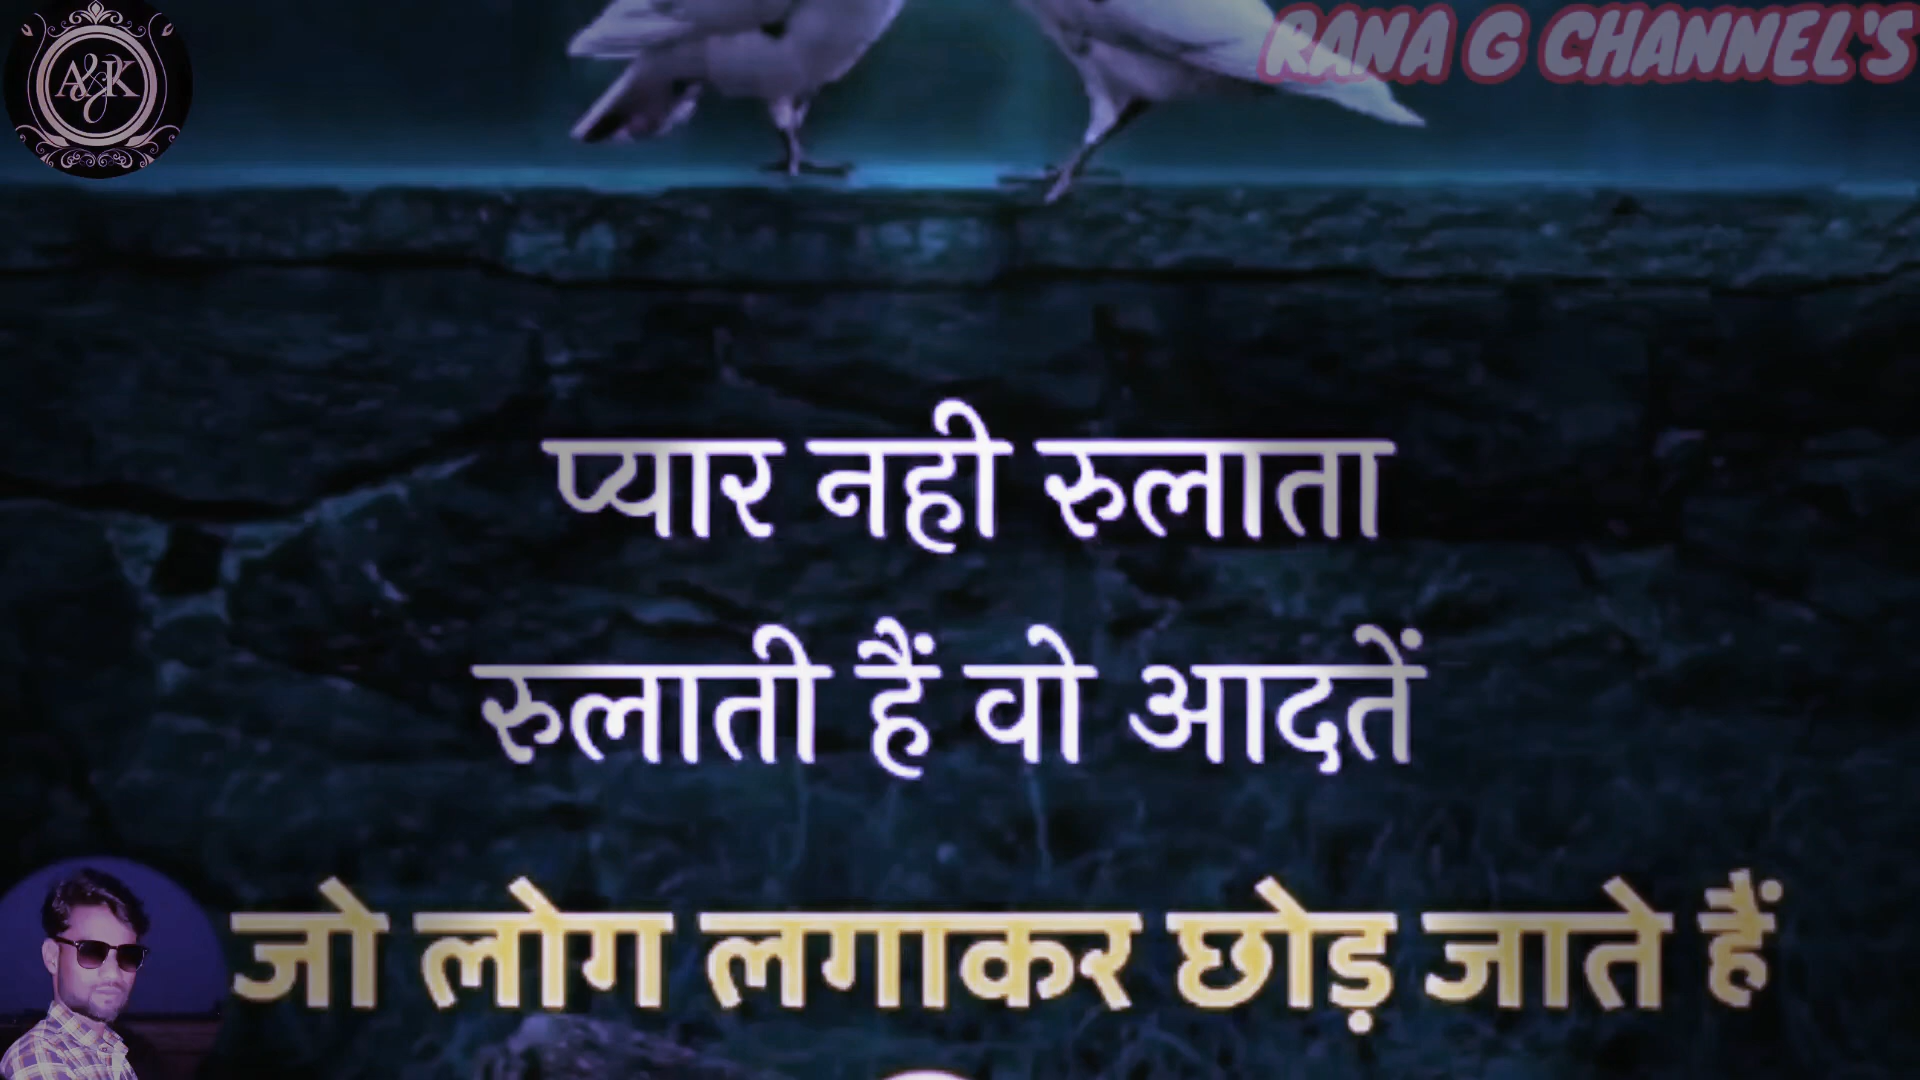 A&K
RANA G CHANNEL'S
प्यार नही रुलाता
रुलाती हैं वो आदतें
जो लोग लगाकर छोड़ जाते हैं